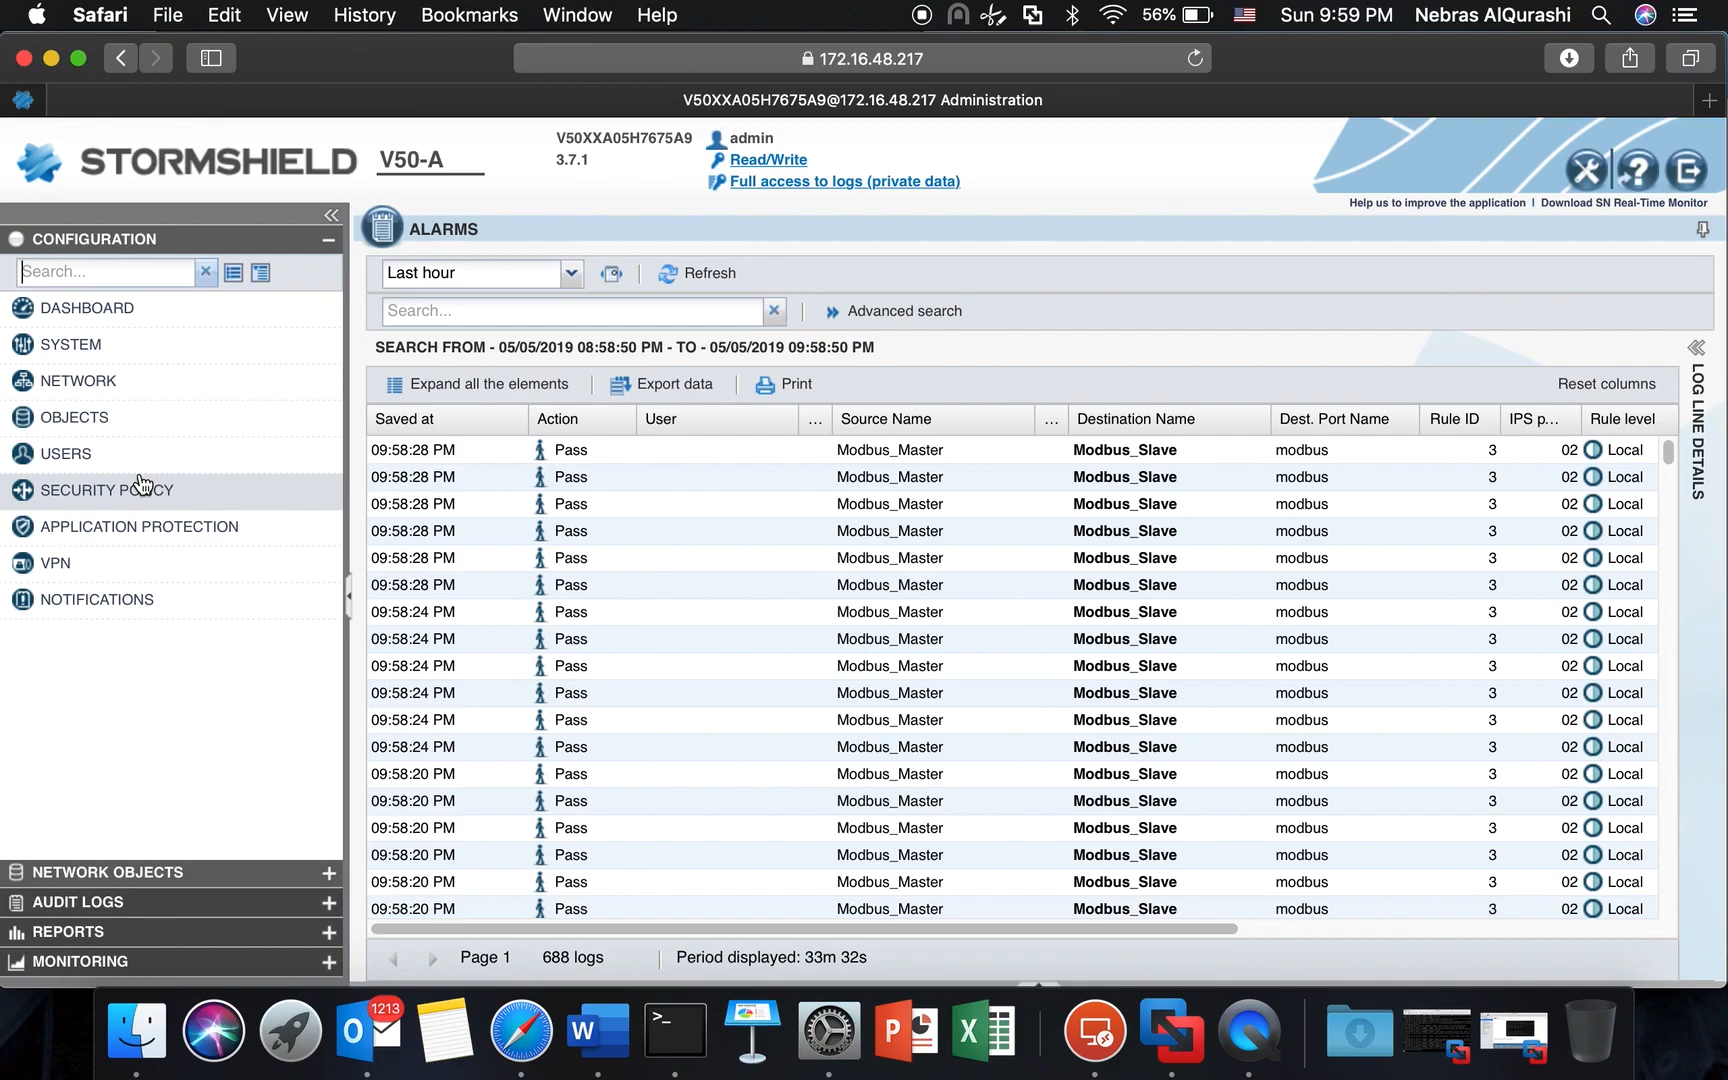 Safari File Edit View History Bookmarks Window Help 56% Sun 9:59 PM Nebras AlQurashi
172.16.48.217
V50XXA05H7675A9@172.16.48.217 Administration
STORMSHIELD V50-A
V50XXA05H7675A9 admin
3.7.1 Read/Write
Full access to logs (private data)
Help us to improve the application | Download SN Real-Time Monitor
CONFIGURATION
Search...
DASHBOARD
SYSTEM
NETWORK
OBJECTS
USERS
SECURITY POLICY
APPLICATION PROTECTION
VPN
NOTIFICATIONS
NETWORK OBJECTS
AUDIT LOGS
REPORTS
MONITORING
ALARMS
Last hour Refresh
Search... Advanced search
SEARCH FROM - 05/05/2019 08:58:50 PM - TO - 05/05/2019 09:58:50 PM
Expand all the elements Export data Print Reset columns
Saved at Action User ... Source Name ... Destination Name Dest. Port Name Rule ID IPS p... Rule level
09:58:28 PM Pass Modbus_Master Modbus_Slave modbus 3 02 Local
09:58:28 PM Pass Modbus_Master Modbus_Slave modbus 3 02 Local
09:58:28 PM Pass Modbus_Master Modbus_Slave modbus 3 02 Local
09:58:28 PM Pass Modbus_Master Modbus_Slave modbus 3 02 Local
09:58:28 PM Pass Modbus_Master Modbus_Slave modbus 3 02 Local
09:58:28 PM Pass Modbus_Master Modbus_Slave modbus 3 02 Local
09:58:24 PM Pass Modbus_Master Modbus_Slave modbus 3 02 Local
09:58:24 PM Pass Modbus_Master Modbus_Slave modbus 3 02 Local
09:58:24 PM Pass Modbus_Master Modbus_Slave modbus 3 02 Local
09:58:24 PM Pass Modbus_Master Modbus_Slave modbus 3 02 Local
09:58:24 PM Pass Modbus_Master Modbus_Slave modbus 3 02 Local
09:58:24 PM Pass Modbus_Master Modbus_Slave modbus 3 02 Local
09:58:20 PM Pass Modbus_Master Modbus_Slave modbus 3 02 Local
09:58:20 PM Pass Modbus_Master Modbus_Slave modbus 3 02 Local
09:58:20 PM Pass Modbus_Master Modbus_Slave modbus 3 02 Local
09:58:20 PM Pass Modbus_Master Modbus_Slave modbus 3 02 Local
09:58:20 PM Pass Modbus_Master Modbus_Slave modbus 3 02 Local
09:58:20 PM Pass Modbus_Master Modbus_Slave modbus 3 02 Local
Page 1 688 logs Period displayed: 33m 32s
LOG LINE DETAILS
1213